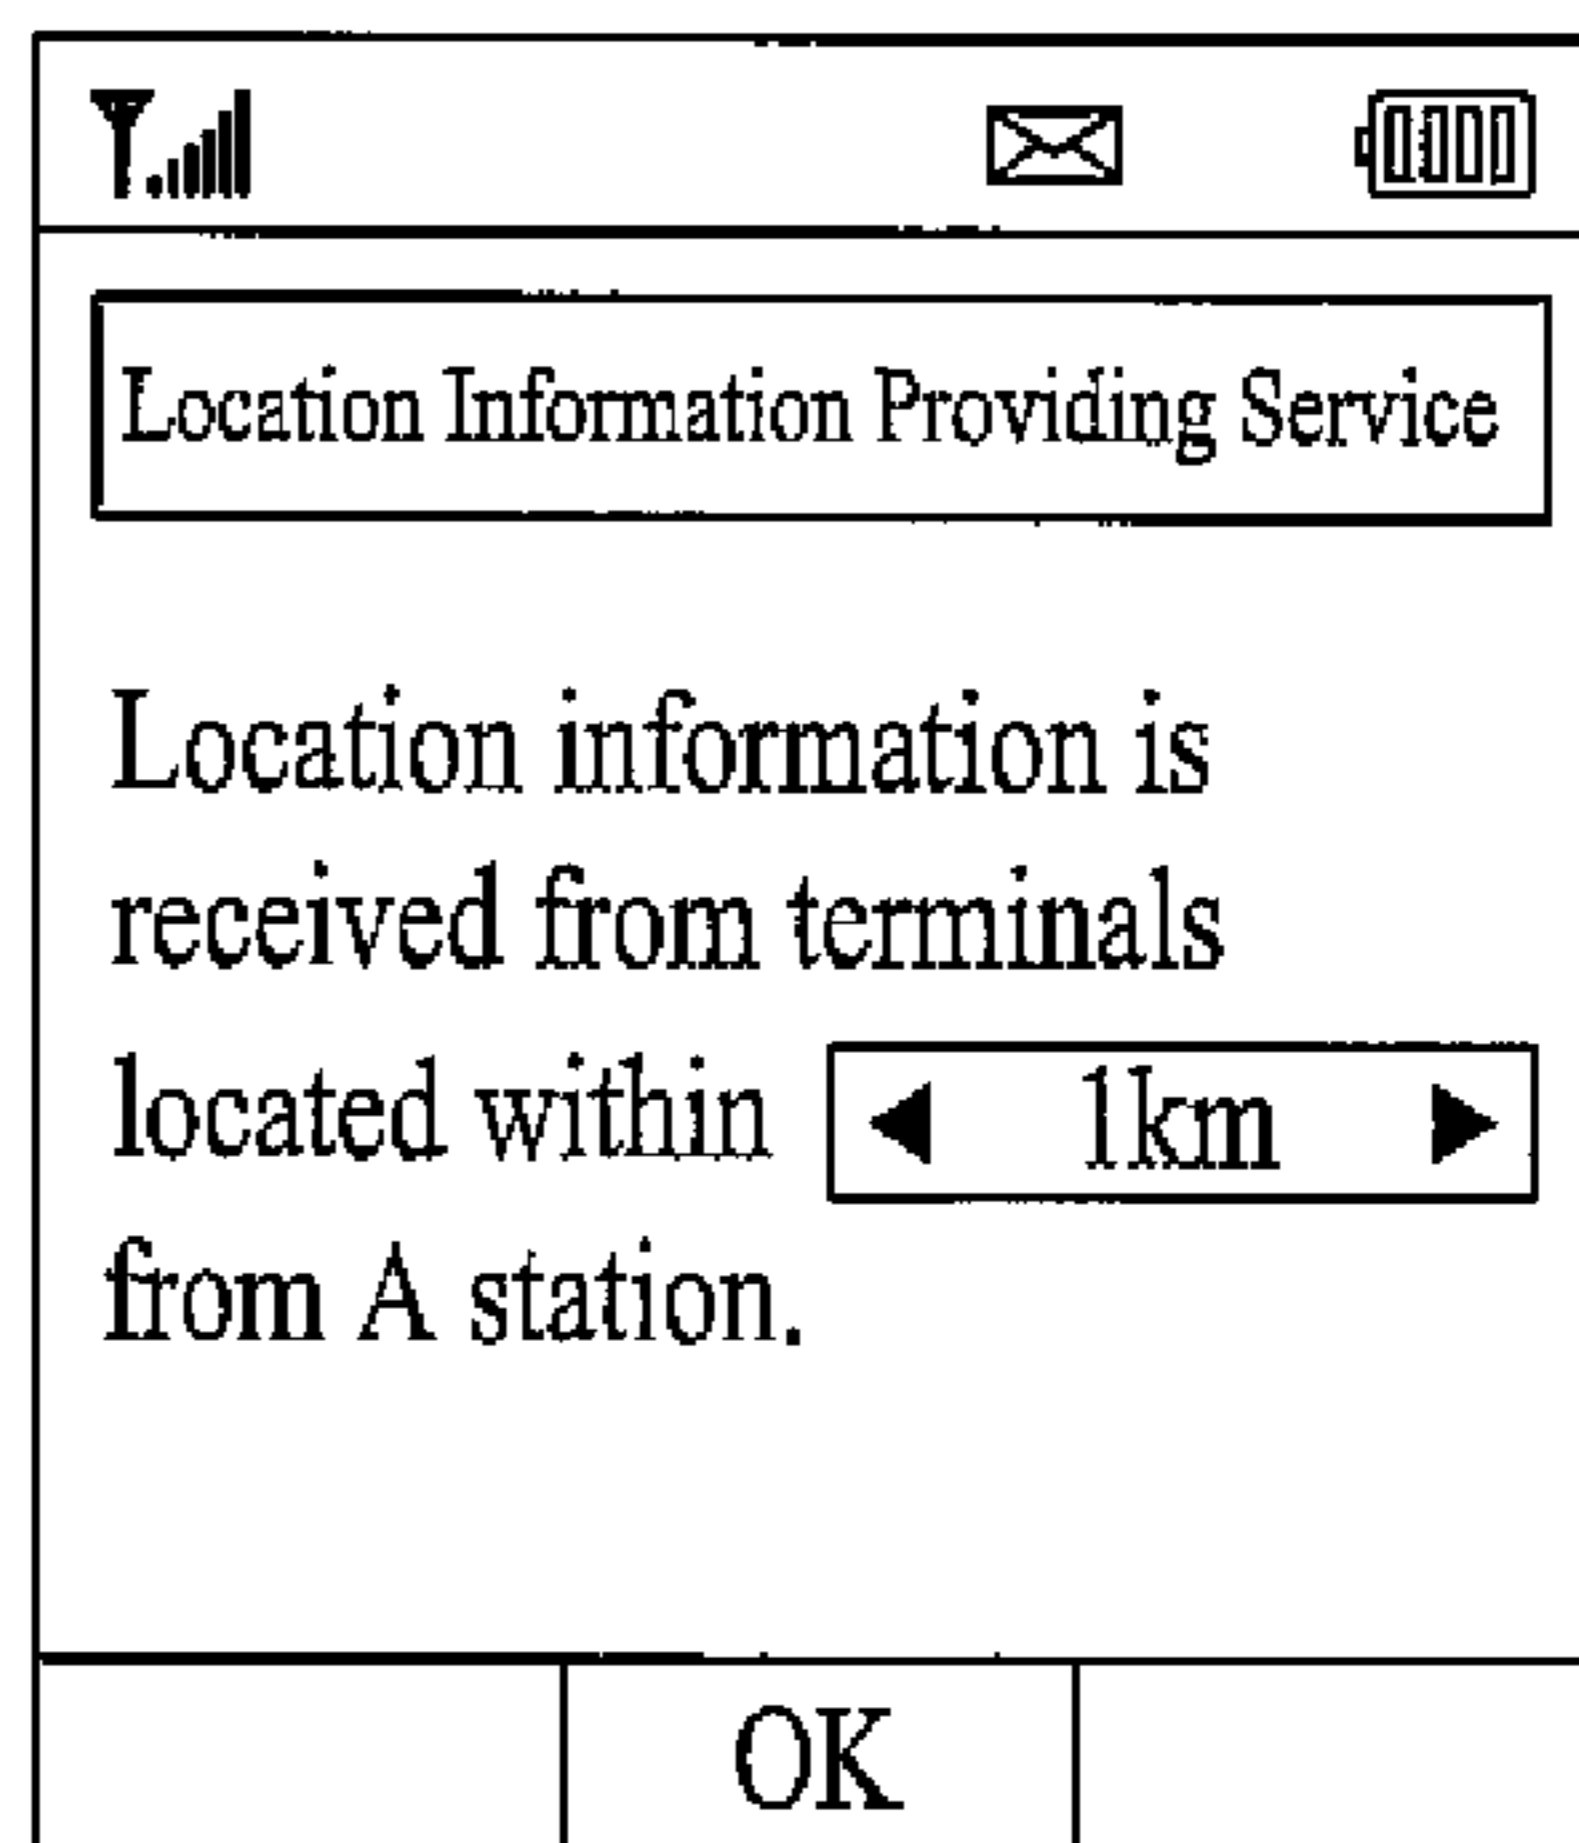 Location Information Providing Service
Location information is
received from terminals
located within ◀ 1km ▶
from A station.
OK